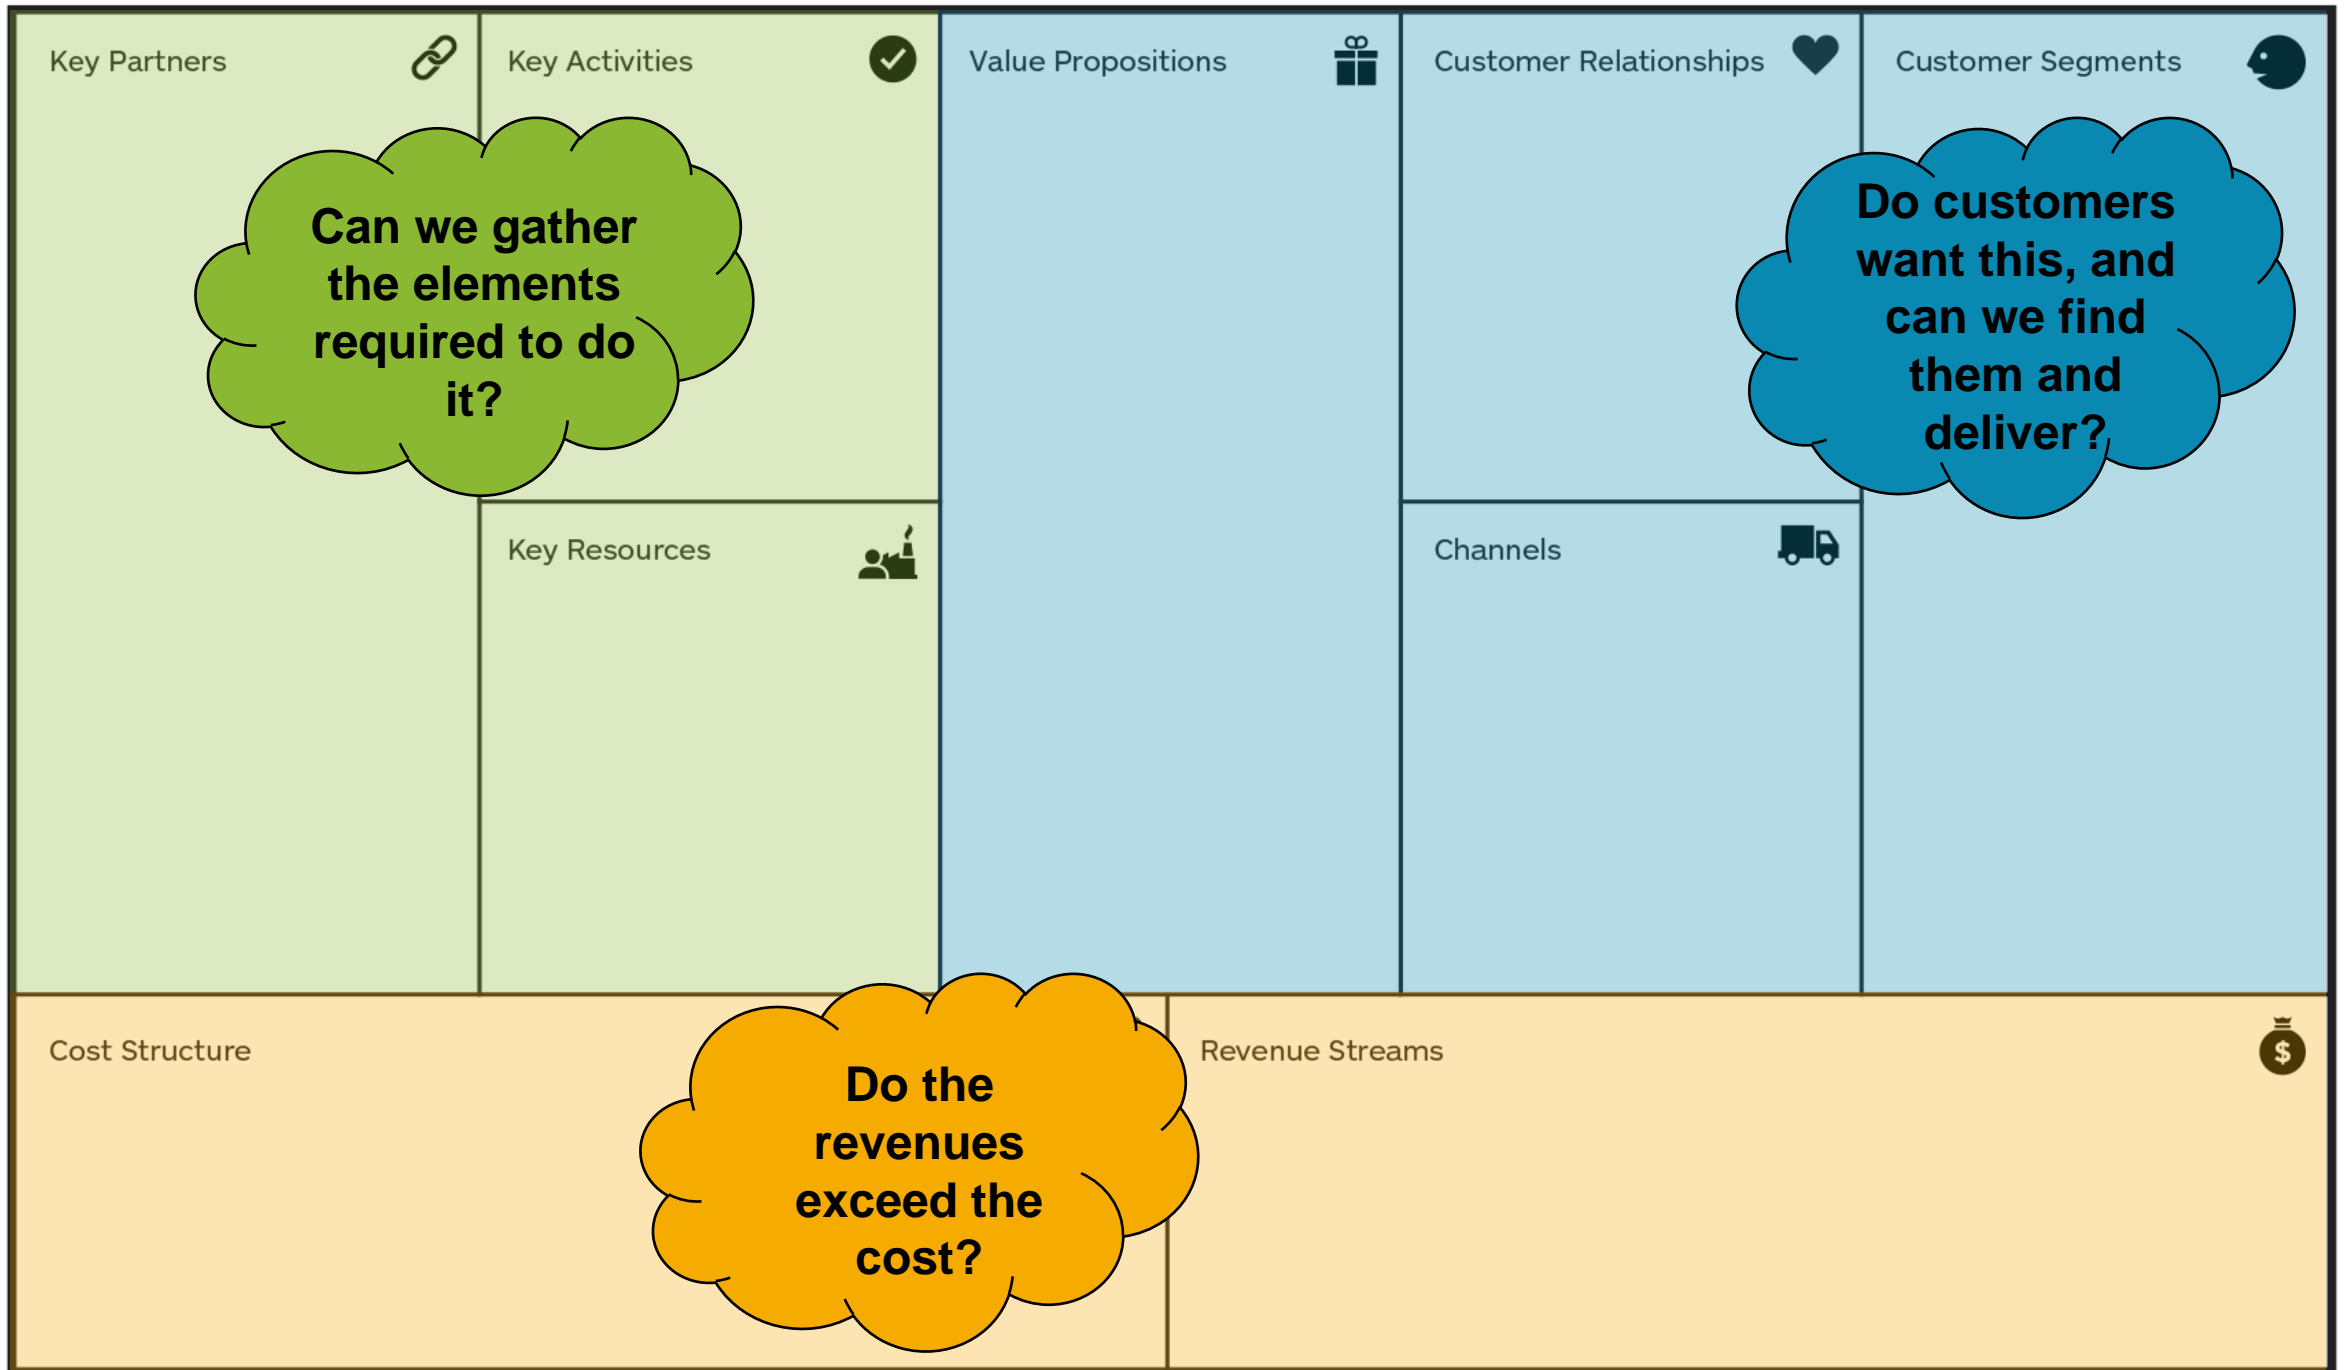 Key Partners
Key Activities
Value Propositions
Customer Relationships
Customer Segments
Can we gather
the elements
required to do
it?
Do customers
want this, and
can we find
them and
deliver?
Key Resources
Channels
Cost Structure
Do the
revenues
exceed the
cost?
Revenue Streams
$